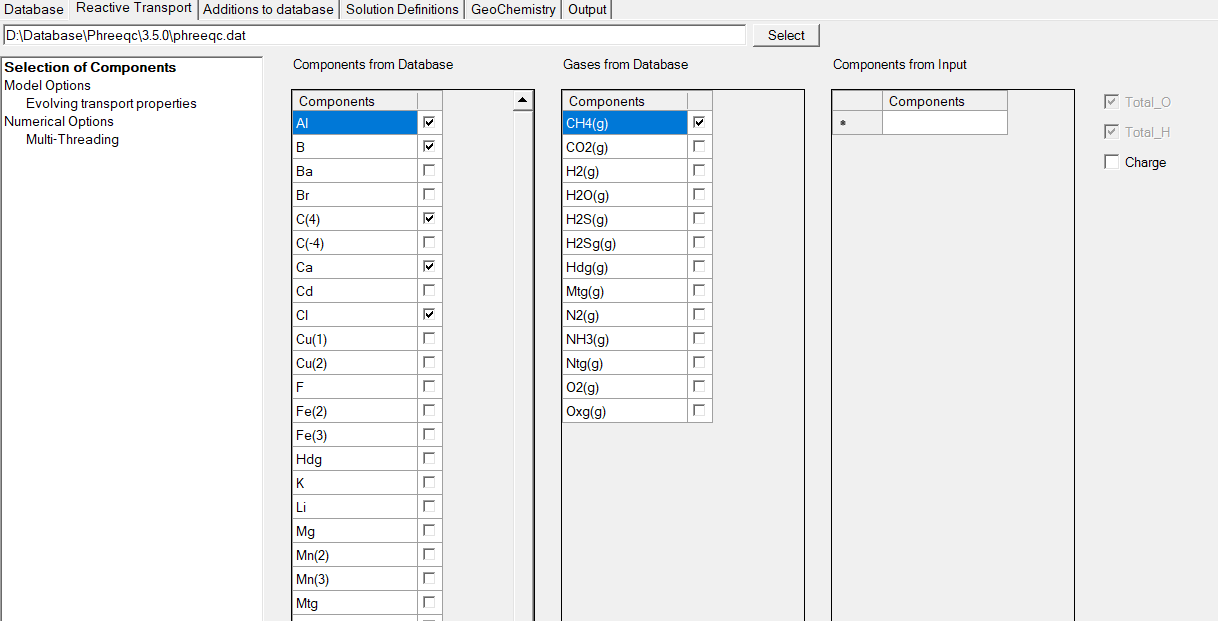 Database Reactive Transport Additions to database Solution Definitions GeoChemistry Output
D:\Database\Phreeqc\3.5.0\phreeqc.dat Select
Selection of Components
Model Options
Evolving transport properties
Numerical Options
Multi-Threading
Components from Database
Components
Al
B
Ba
Br
C(4)
C(-4)
Ca
Cd
Cl
Cu(1)
Cu(2)
F
Fe(2)
Fe(3)
Hdg
K
Li
Mg
Mn(2)
Mn(3)
Mtg
Gases from Database
Components
CH4(g)
CO2(g)
H2(g)
H2O(g)
H2S(g)
H2Sg(g)
Hdg(g)
Mtg(g)
N2(g)
NH3(g)
Ntg(g)
O2(g)
Oxg(g)
Components from Input
Components
*
Total_O
Total_H
Charge